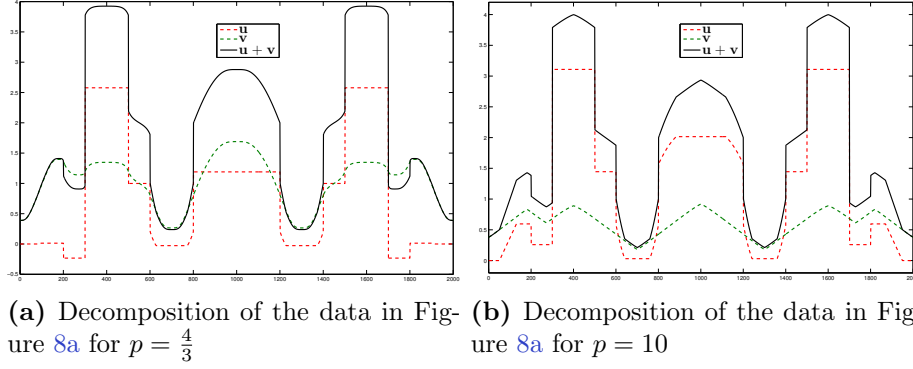 4
3.5
3
2.5
2
1.5
1
0.5
0
−0.5
0 200 400 600 800 1000 1200 1400 1600 1800 2000
u
v
u + v
4
3.5
3
2.5
2
1.5
1
0.5
0
0 200 400 600 800 1000 1200 1400 1600 1800 2000
u
v
u + v
(a) Decomposition of the data in Fig-
ure 8a for p = 4/3
(b) Decomposition of the data in Fig
ure 8a for p = 10